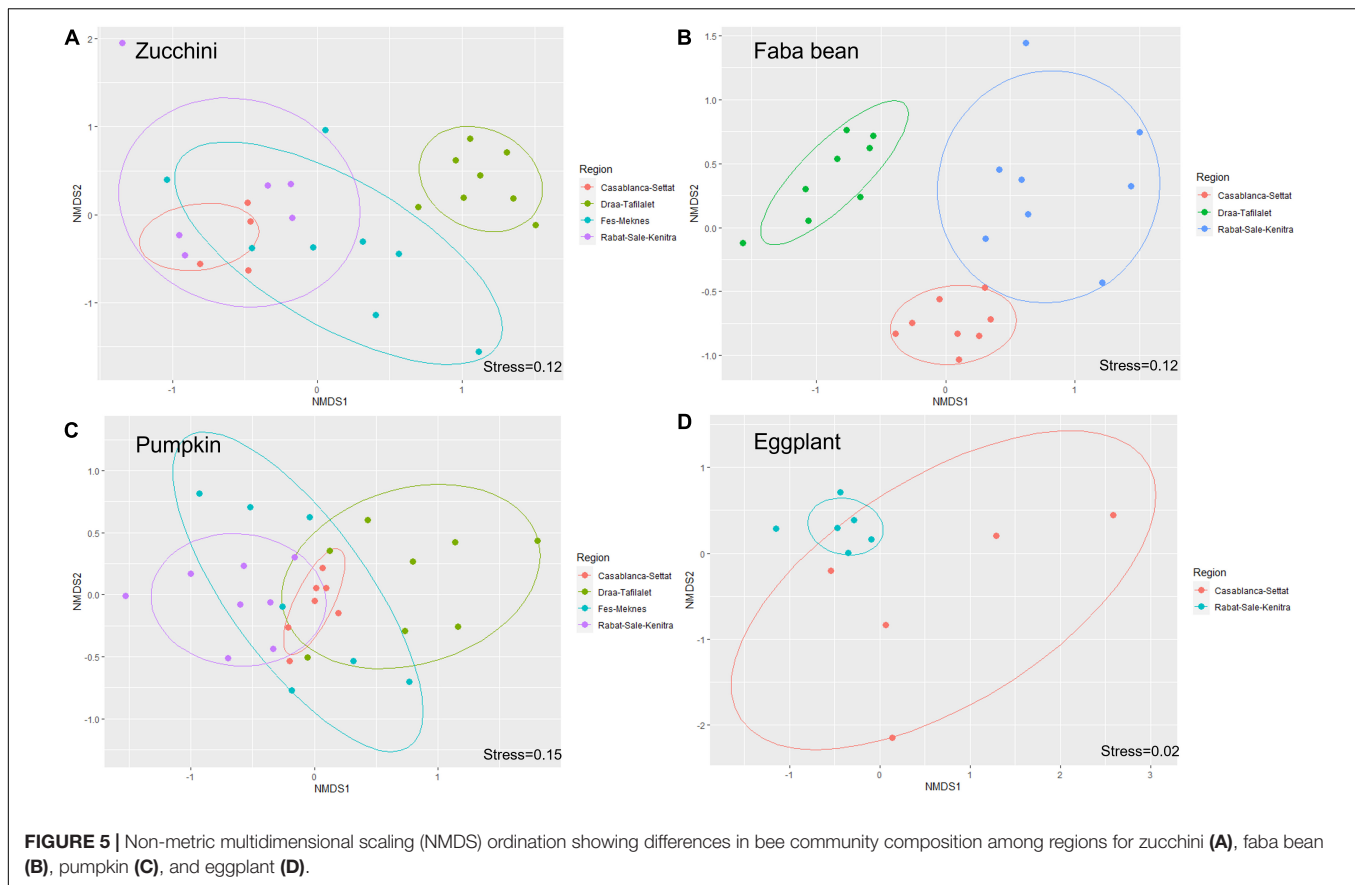 A
Zucchini
2
1
0
-1
NMDS2
-1
0
1
NMDS1
Stress=0.12
Region
Casablanca-Settat
Draa-Tafilalet
Fes-Meknes
Rabat-Sale-Kenitra
B
Faba bean
1.5
1.0
0.5
0.0
-0.5
-1.0
NMDS2
-1
0
1
NMDS1
Stress=0.12
Region
Casablanca-Settat
Draa-Tafilalet
Rabat-Sale-Kenitra
C
Pumpkin
1.0
0.5
0.0
-0.5
-1.0
NMDS2
-1
0
1
NMDS1
Stress=0.15
Region
Casablanca-Settat
Draa-Tafilalet
Fes-Meknes
Rabat-Sale-Kenitra
D
Eggplant
1
0
-1
-2
NMDS2
-1
0
1
2
3
NMDS1
Stress=0.02
Region
Casablanca-Settat
Rabat-Sale-Kenitra
FIGURE 5 | Non-metric multidimensional scaling (NMDS) ordination showing differences in bee community composition among regions for zucchini (A), faba bean
(B), pumpkin (C), and eggplant (D).